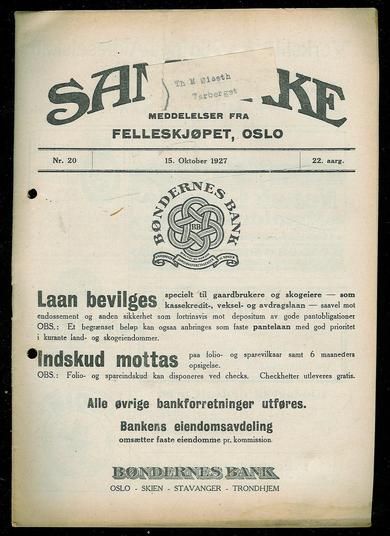 Th M Øiseth
Tarberget
MEDDELELSER FRA
FELLESKJØPET, OSLO
Nr. 20 15. Oktober 1927 22. aarg.
BØNDERNES BANK
BB
Laan bevilges specielt til gaardbrukere og skogeiere — som
kassekredit-, veksel- og avdragslaan — saavel mot
endossement og anden sikkerhet som fortrinsvis mot depositum av gode pantobligationer
OBS.: Et begrænset beløp kan ogsaa anbringes som faste pantelaan med god prioritet
i kurante land- og skogeiendommer.
Indskud mottas paa folio- og sparevilkaar samt 6 maaneders
opsigelse.
OBS.: Folio- og spareindskud kan disponeres ved checks. Checkhefter utleveres gratis.
Alle øvrige bankforretninger utføres.
Bankens eiendomsavdeling
omsætter faste eiendomme pr. kommission.
BØNDERNES BANK
OSLO - SKIEN - STAVANGER - TRONDHJEM